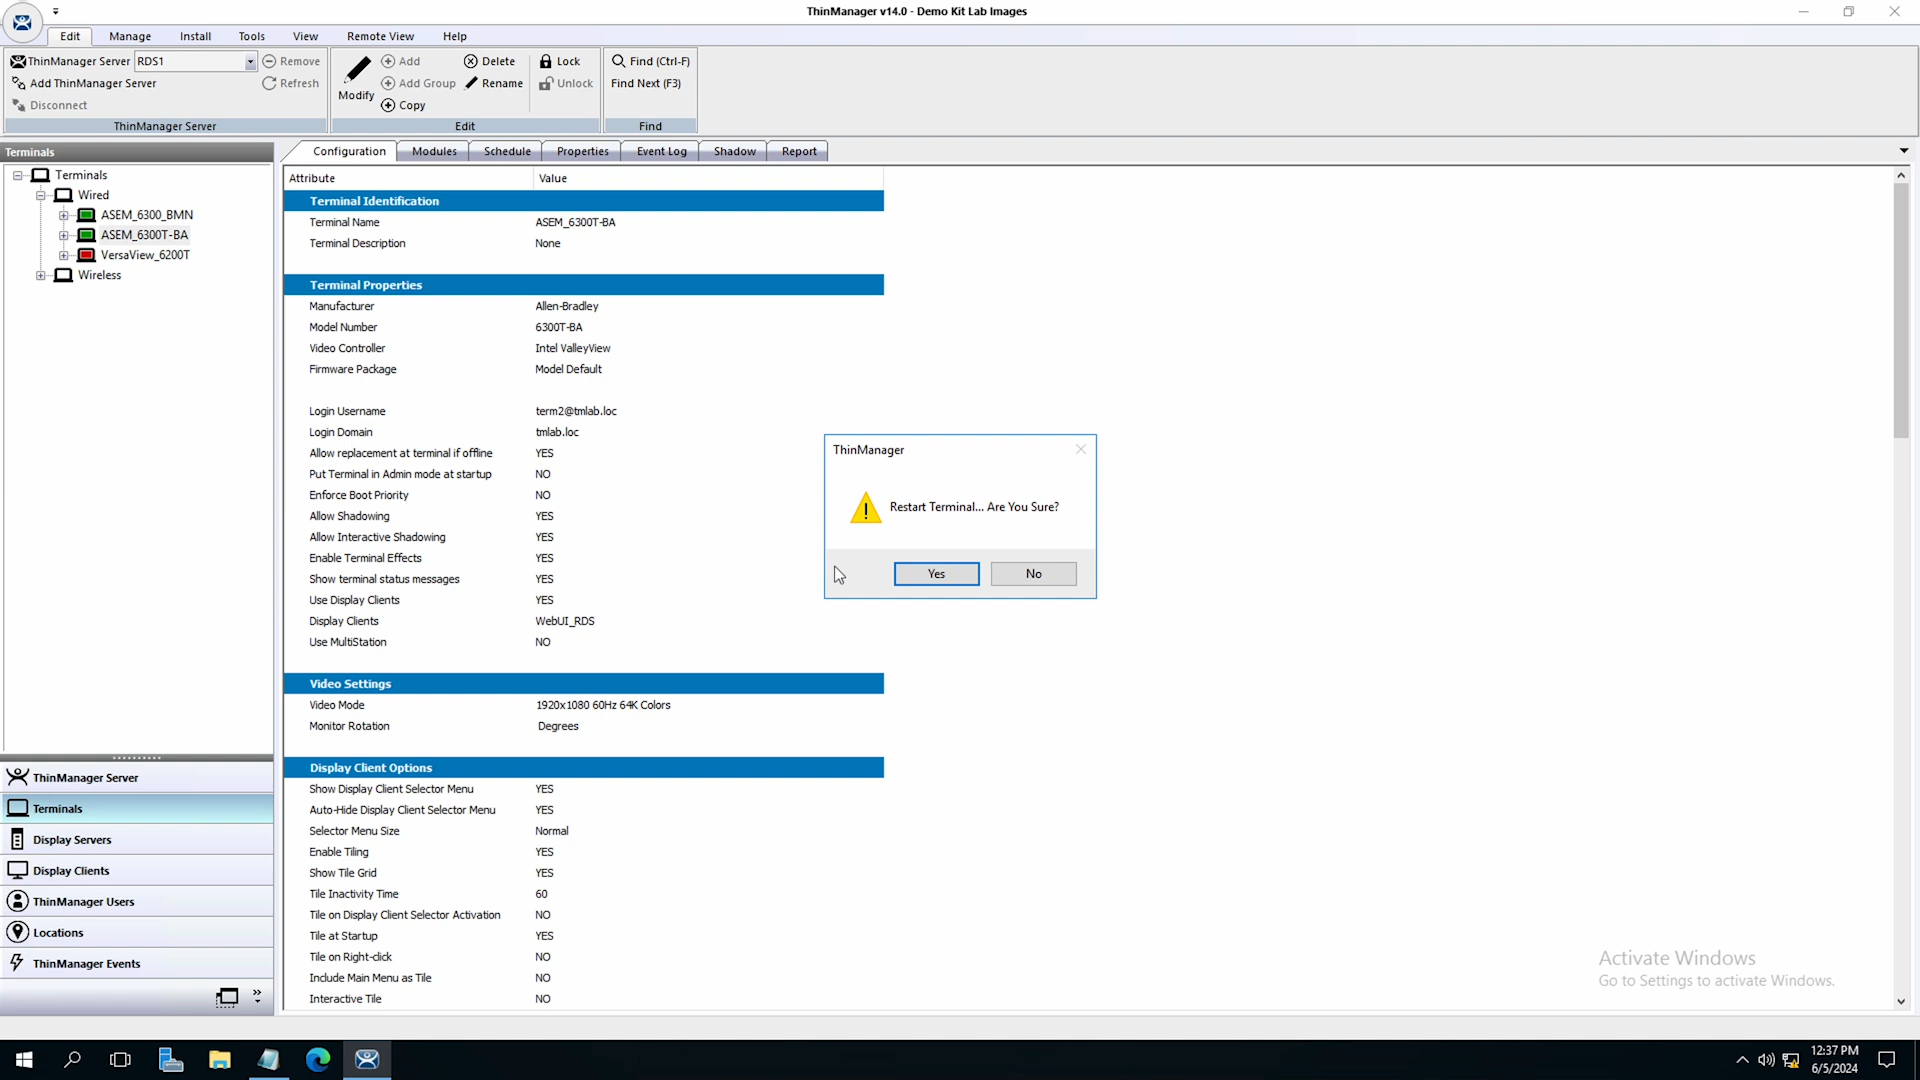 ThinManager v14.0 - Demo Kit Lab Images
Edit Manage Install Tools View Remote View Help
ThinManager Server RDS1 Remove
Add ThinManager Server Refresh
Disconnect
ThinManager Server
Modify
Add Delete
Add Group Rename
Copy
Lock
Unlock
Edit
Find (Ctrl-F)
Find Next (F3)
Find
Terminals
Terminals
Wired
ASEM_6300_BMN
ASEM_6300T-BA
VersaView_6200T
Wireless
ThinManager Server
Terminals
Display Servers
Display Clients
ThinManager Users
Locations
ThinManager Events
Configuration Modules Schedule Properties Event Log Shadow Report
Attribute Value
Terminal Identification
Terminal Name ASEM_6300T-BA
Terminal Description None
Terminal Properties
Manufacturer Allen-Bradley
Model Number 6300T-BA
Video Controller Intel ValleyView
Firmware Package Model Default
Login Username term2@tmlab.loc
Login Domain tmlab.loc
Allow replacement at terminal if offline YES
Put Terminal in Admin mode at startup NO
Enforce Boot Priority NO
Allow Shadowing YES
Allow Interactive Shadowing YES
Enable Terminal Effects YES
Show terminal status messages YES
Use Display Clients YES
Display Clients WebUI_RDS
Use MultiStation NO
Video Settings
Video Mode 1920x1080 60Hz 64K Colors
Monitor Rotation Degrees
Display Client Options
Show Display Client Selector Menu YES
Auto-Hide Display Client Selector Menu YES
Selector Menu Size Normal
Enable Tiling YES
Show Tile Grid YES
Tile Inactivity Time 60
Tile on Display Client Selector Activation NO
Tile at Startup YES
Tile on Right-click NO
Include Main Menu as Tile NO
Interactive Tile NO
ThinManager
Restart Terminal... Are You Sure?
Yes No
Activate Windows
Go to Settings to activate Windows.
12:37 PM
6/5/2024